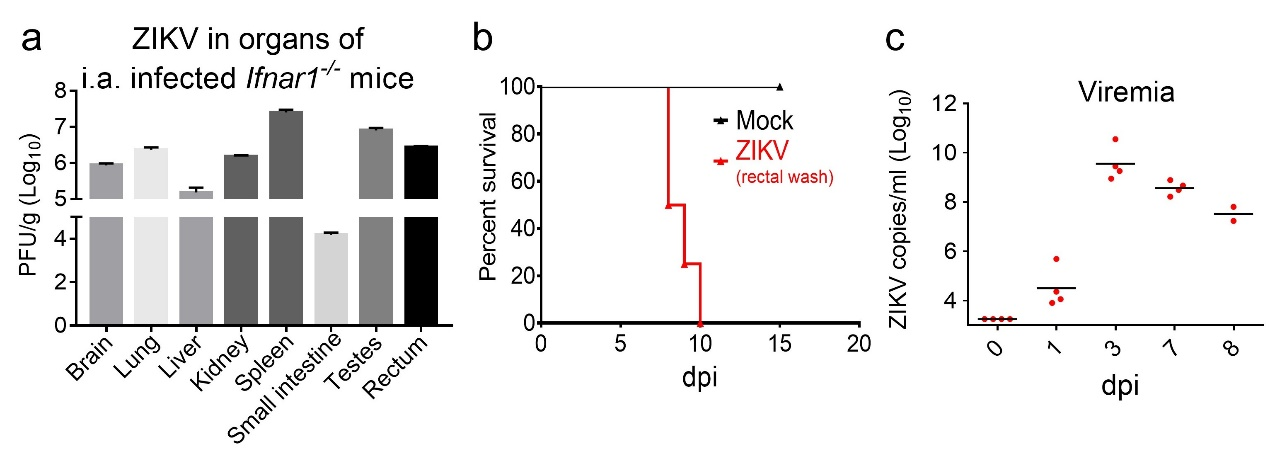 a
ZIKV in organs of
i.a. infected Ifnar1-/- mice
PFU/g (Log10)
8
7
6
5
4
2
0
Brain
Lung
Liver
Kidney
Spleen
Small intestine
Testes
Rectum
b
Percent survival
100
80
60
40
20
0
Mock
ZIKV
(rectal wash)
0 5 10 15 20
dpi
c
Viremia
ZIKV copies/ml (Log10)
12
10
8
6
4
0 1 3 7 8
dpi